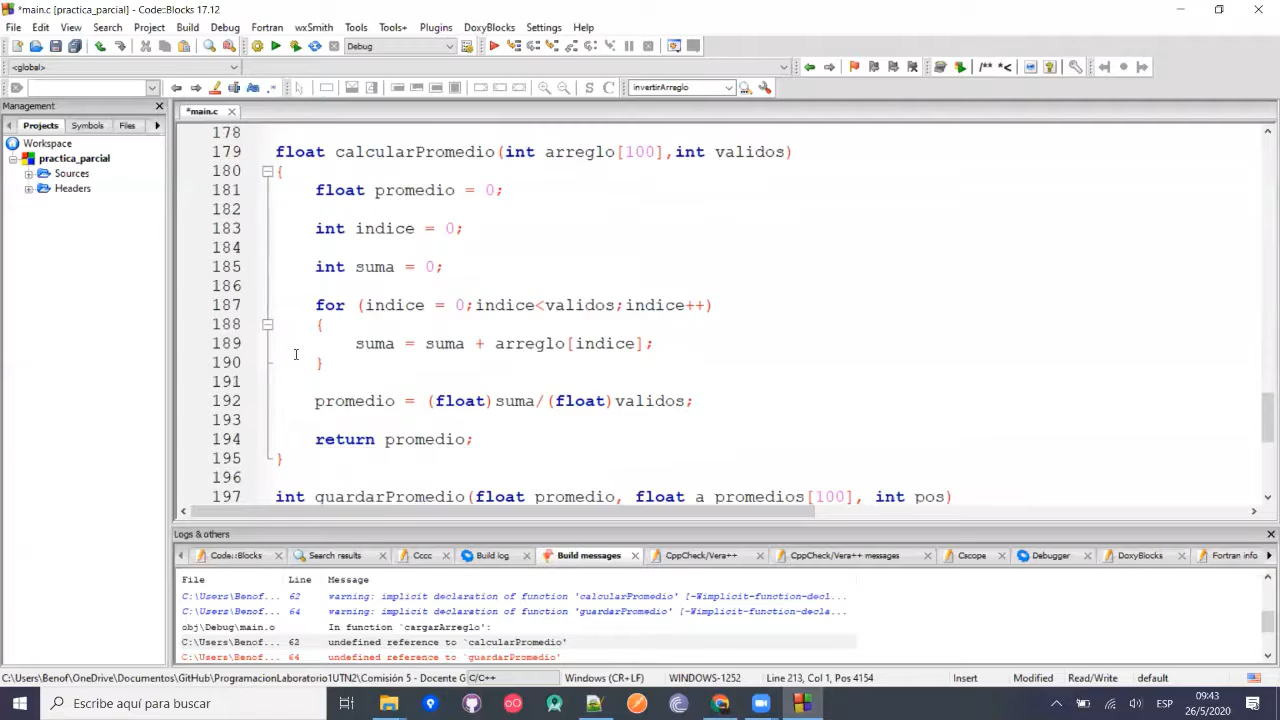 *main.c [practica_parcial] - Code::Blocks 17.12
File Edit View Search Project Build Debug Fortran wxSmith Tools Tools+ Plugins DoxyBlocks Settings Help
Debug
<global>
/** *<
S C invertirArreglo
Management
*main.c
Projects Symbols Files
Workspace
practica_parcial
Sources
Headers
178
179 float calcularPromedio(int arreglo[100],int validos)
180 {
181 float promedio = 0;
182
183 int indice = 0;
184
185 int suma = 0;
186
187 for (indice = 0;indice<validos;indice++)
188 {
189 suma = suma + arreglo[indice];
190 }
191
192 promedio = (float)suma/(float)validos;
193
194 return promedio;
195 }
196
197 int guardarPromedio(float promedio, float a_promedios[100], int pos)
Logs & others
Code::Blocks Search results Cccc Build log Build messages CppCheck/Vera++ CppCheck/Vera++ messages Cscope Debugger DoxyBlocks Fortran info
File Line Message
C:\Users\Benof... 62 warning: implicit declaration of function 'calcularPromedio' [-Wimplicit-function-decl...
C:\Users\Benof... 64 warning: implicit declaration of function 'guardarPromedio' [-Wimplicit-function-decla...
obj\Debug\main.o In function `cargarArreglo':
C:\Users\Benof... 62 undefined reference to `calcularPromedio'
C:\Users\Benof... 64 undefined reference to `guardarPromedio'
C:\Users\Benof\OneDrive\Documentos\GitHub\ProgramacionLaboratorio1UTN2\Comisión 5 - Docente G C/C++ Windows (CR+LF) WINDOWS-1252 Line 213, Col 1, Pos 4154 Insert Modified Read/Write default
Escribe aquí para buscar
ESP
09:43
26/5/2020